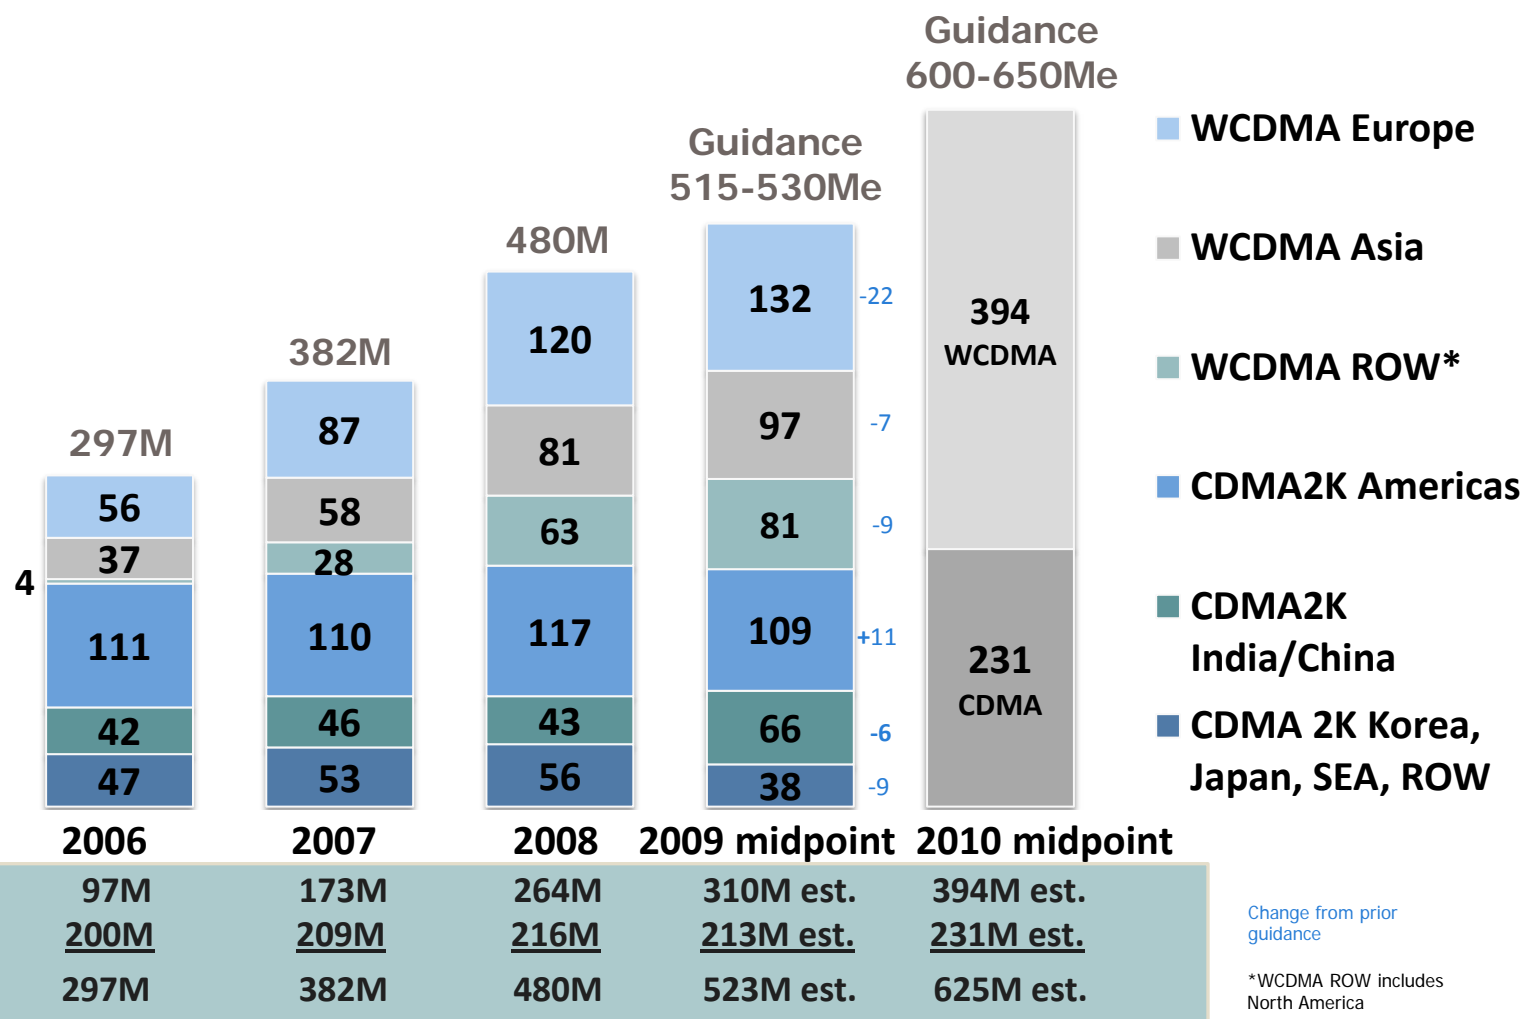 Guidance
600-650Me
Guidance
515-530Me
480M
382M
297M
WCDMA Europe
WCDMA Asia
WCDMA ROW*
CDMA2K Americas
CDMA2K
India/China
CDMA 2K Korea,
Japan, SEA, ROW
56
37
4
111
42
47
87
58
28
110
46
53
120
81
63
117
43
56
132
97
81
109
66
38
-22
-7
-9
+11
-6
-9
394
WCDMA
231
CDMA
2006 2007 2008 2009 midpoint 2010 midpoint
97M 173M 264M 310M est. 394M est.
200M 209M 216M 213M est. 231M est.
297M 382M 480M 523M est. 625M est.
Change from prior
guidance
*WCDMA ROW includes
North America